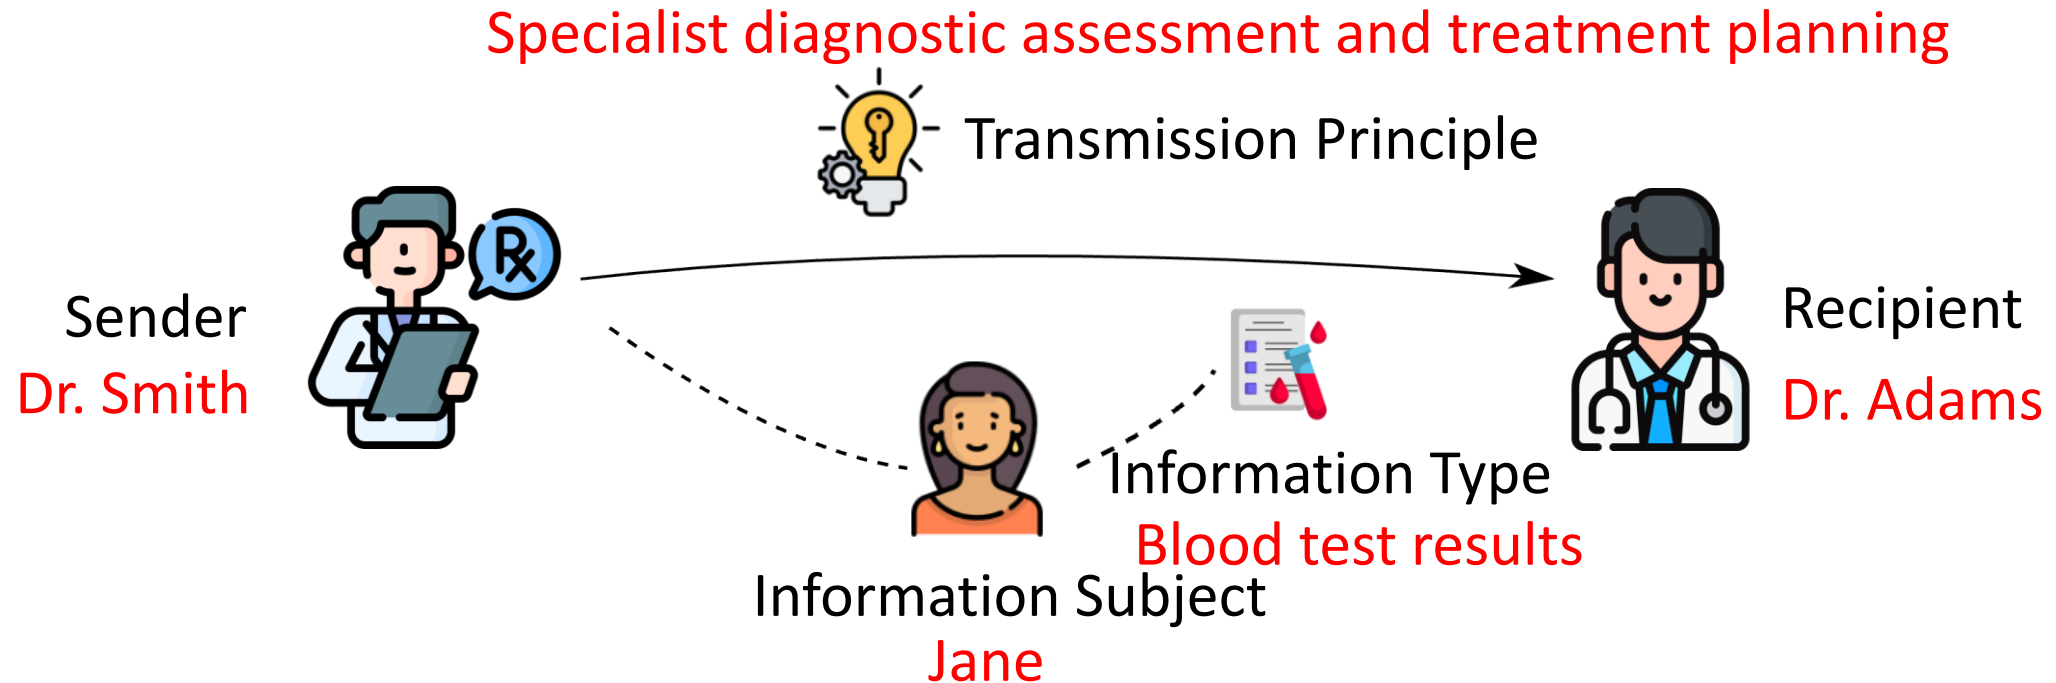 Specialist diagnostic assessment and treatment planning
Transmission Principle
Rx
Sender
Dr. Smith
Recipient
Dr. Adams
Information Type
Blood test results
Information Subject
Jane